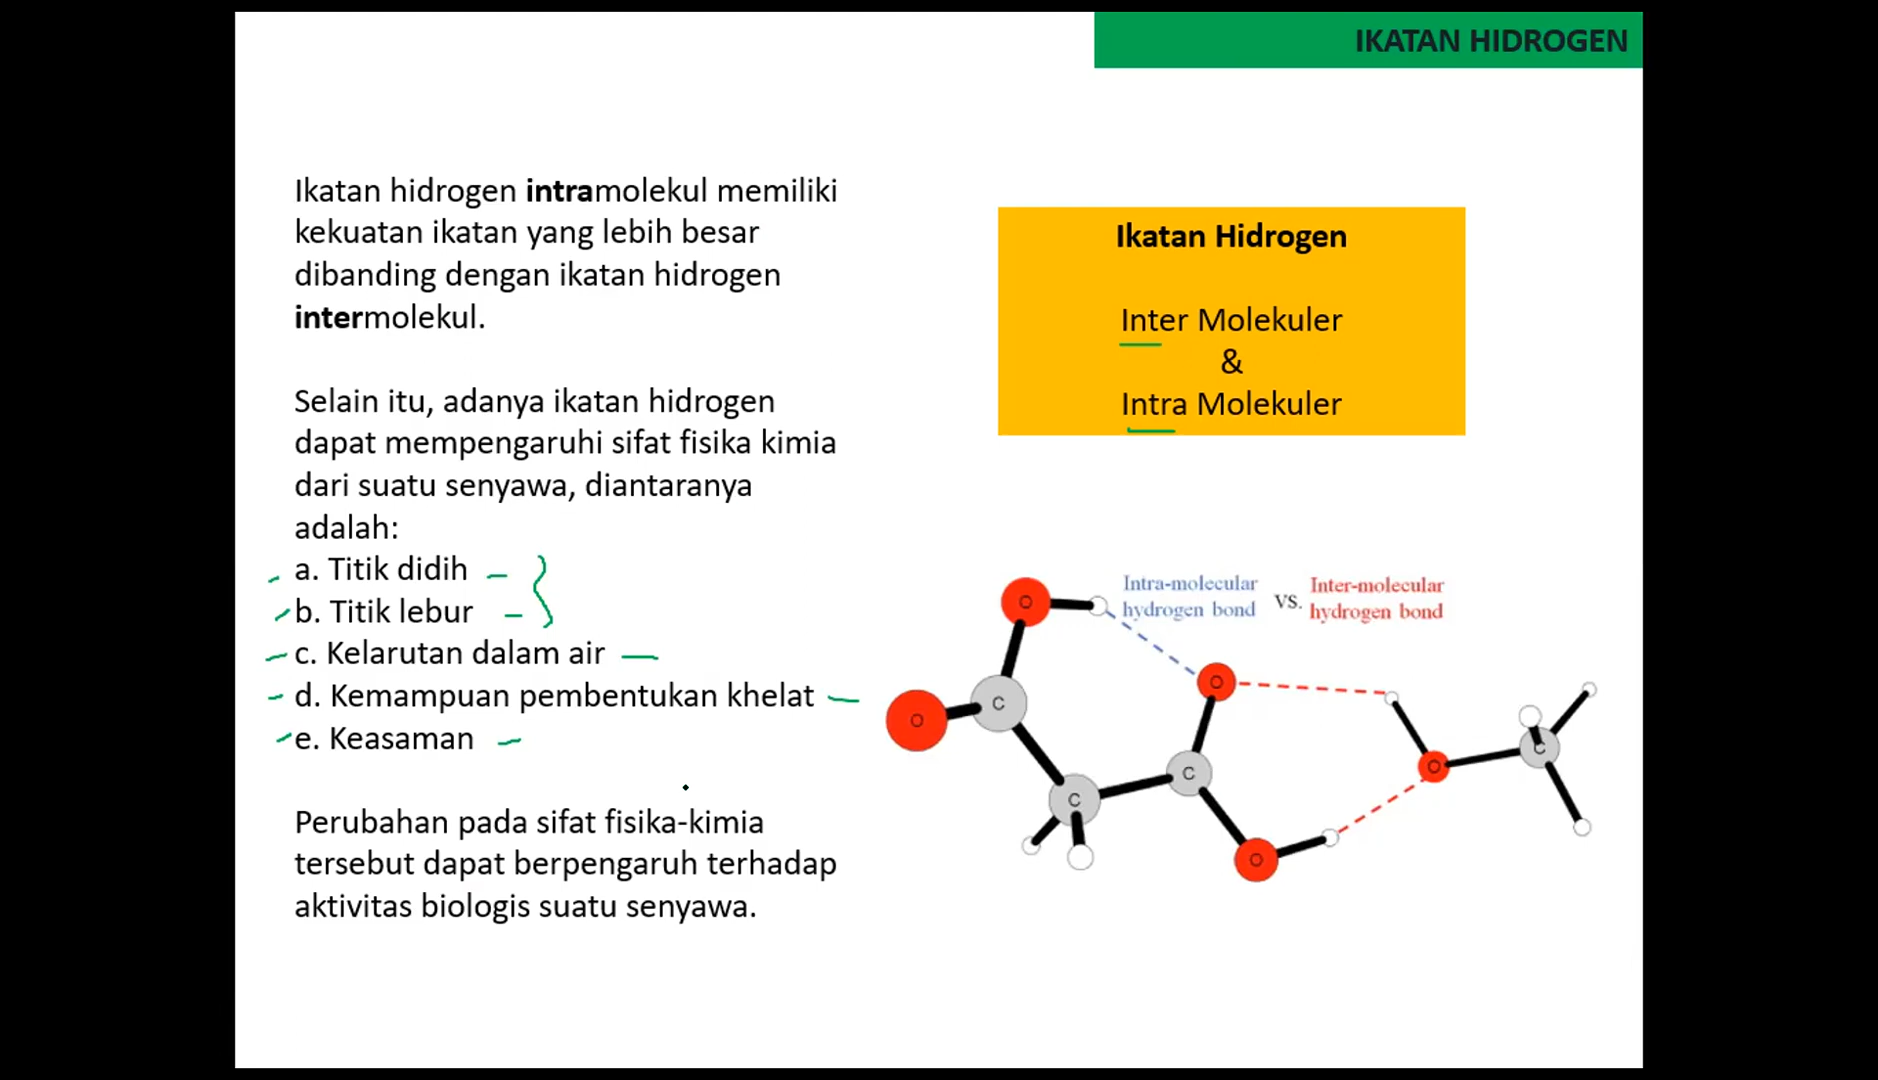 IKATAN HIDROGEN
Ikatan hidrogen intramolekul memiliki
kekuatan ikatan yang lebih besar
dibanding dengan ikatan hidrogen
intermolekul.
Selain itu, adanya ikatan hidrogen
dapat mempengaruhi sifat fisika kimia
dari suatu senyawa, diantaranya
adalah:
a. Titik didih
b. Titik lebur
c. Kelarutan dalam air
d. Kemampuan pembentukan khelat
e. Keasaman
Perubahan pada sifat fisika-kimia
tersebut dapat berpengaruh terhadap
aktivitas biologis suatu senyawa.
Ikatan Hidrogen
Inter Molekuler
&
Intra Molekuler
Intra-molecular
hydrogen bond
vs.
Inter-molecular
hydrogen bond
O
O
C
O
C
C
O
O
C